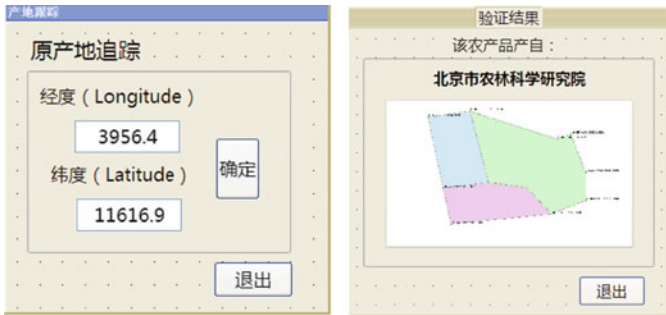 产地跟踪
原产地追踪
经度（Longitude）
3956.4
纬度（Latitude）
11616.9
确定
退出
验证结果
该农产品产自：
北京市农林科学研究院
退出